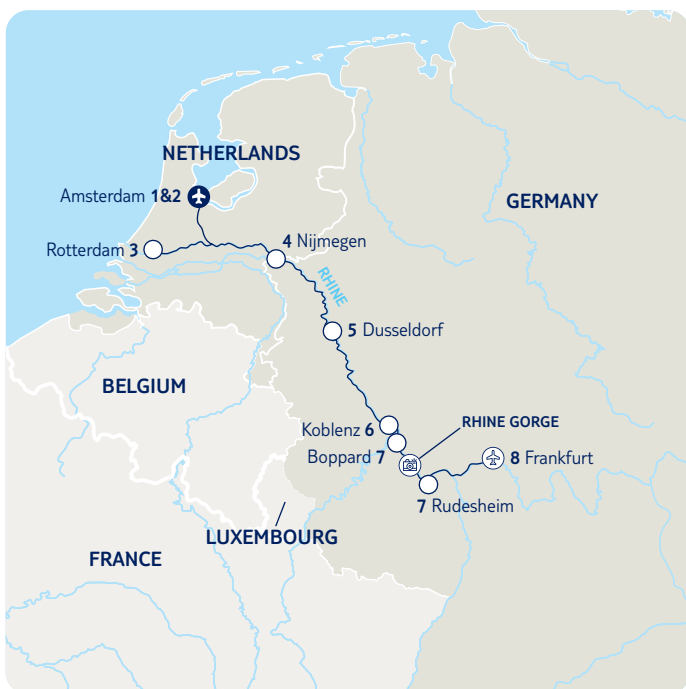 NETHERLANDS
Amsterdam 1&2
GERMANY
Rotterdam 3
4 Nijmegen
RHINE
5 Dusseldorf
BELGIUM
Koblenz 6
RHINE GORGE
Boppard 7
8 Frankfurt
7 Rudesheim
LUXEMBOURG
FRANCE